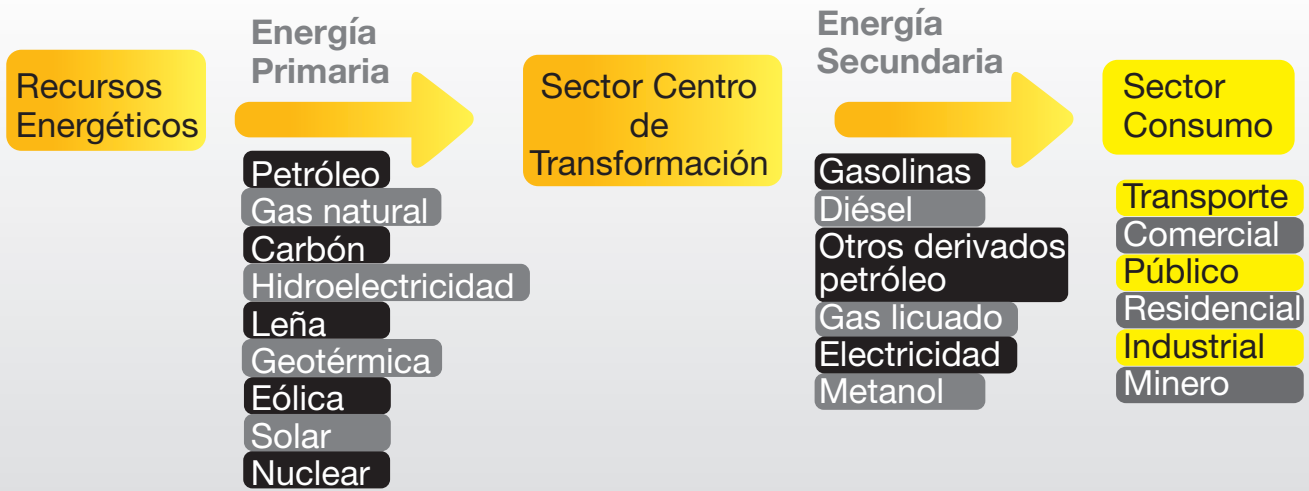 Recursos
Energéticos
Energía
Primaria
Petróleo
Gas natural
Carbón
Hidroelectricidad
Leña
Geotérmica
Eólica
Solar
Nuclear
Sector Centro
de
Transformación
Energía
Secundaria
Gasolinas
Diésel
Otros derivados
petróleo
Gas licuado
Electricidad
Metanol
Sector
Consumo
Transporte
Comercial
Público
Residencial
Industrial
Minero